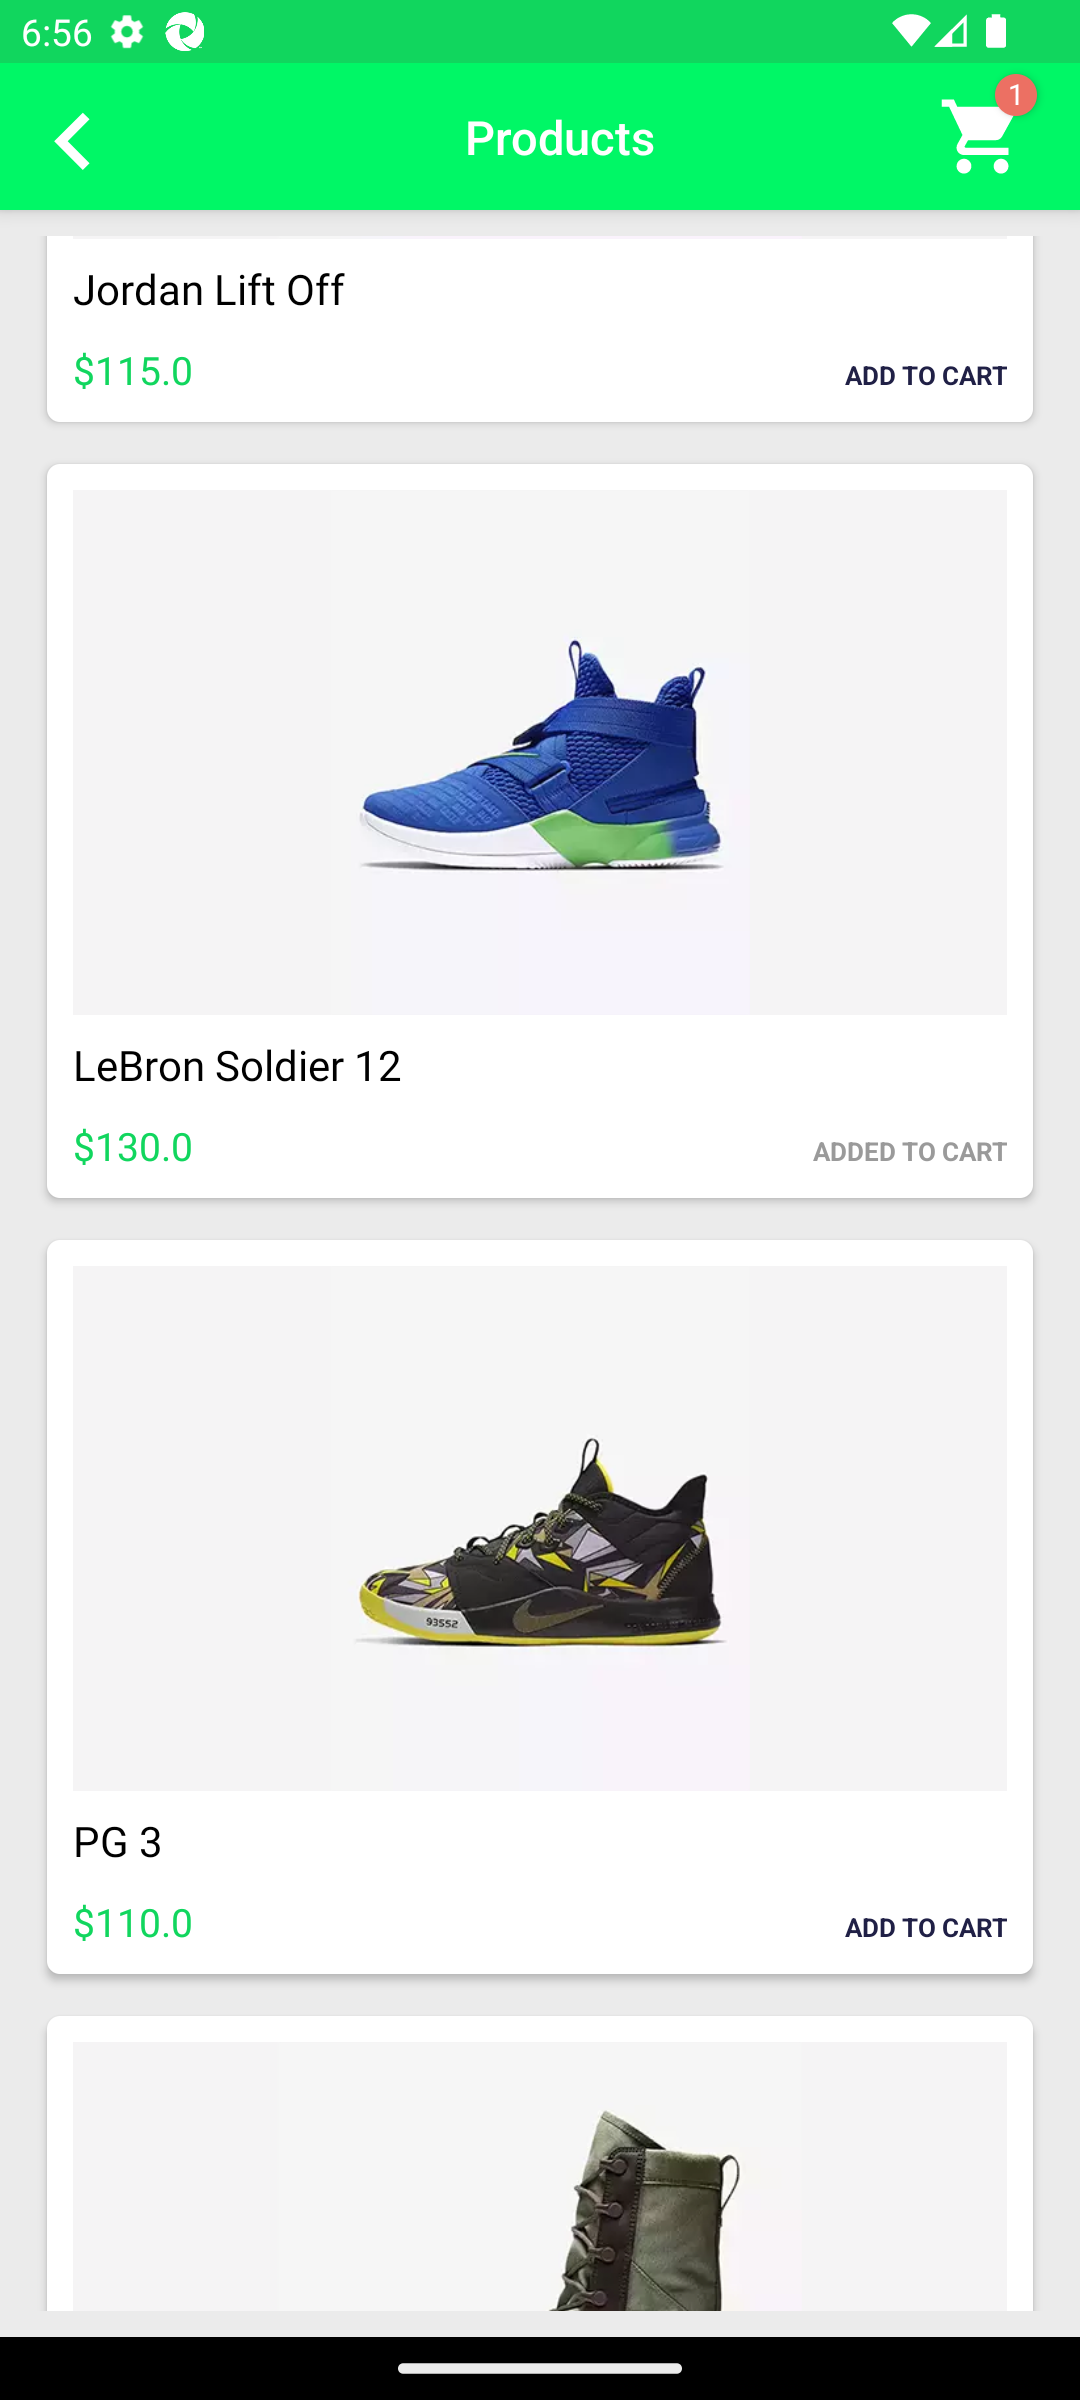 6:56
Products
1
Jordan Lift Off
$115.0
ADD TO CART
LeBron Soldier 12
$130.0
ADDED TO CART
93552
PG 3
$110.0
ADD TO CART